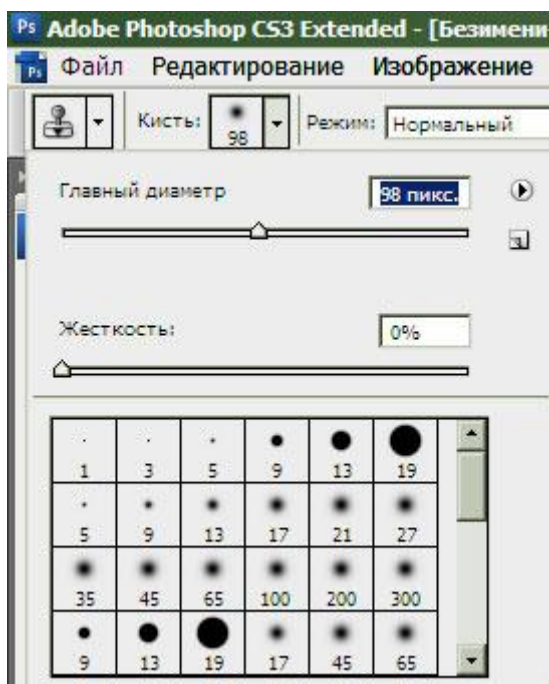 Ps Adobe Photoshop CS3 Extended - [Безимени
Ps Файл Редактирование Изображение
Кисть: 98 Режим: Нормальный
Главный диаметр 98 пикс.
Жесткость: 0%
1 3 5 9 13 19
5 9 13 17 21 27
35 45 65 100 200 300
9 13 19 17 45 65